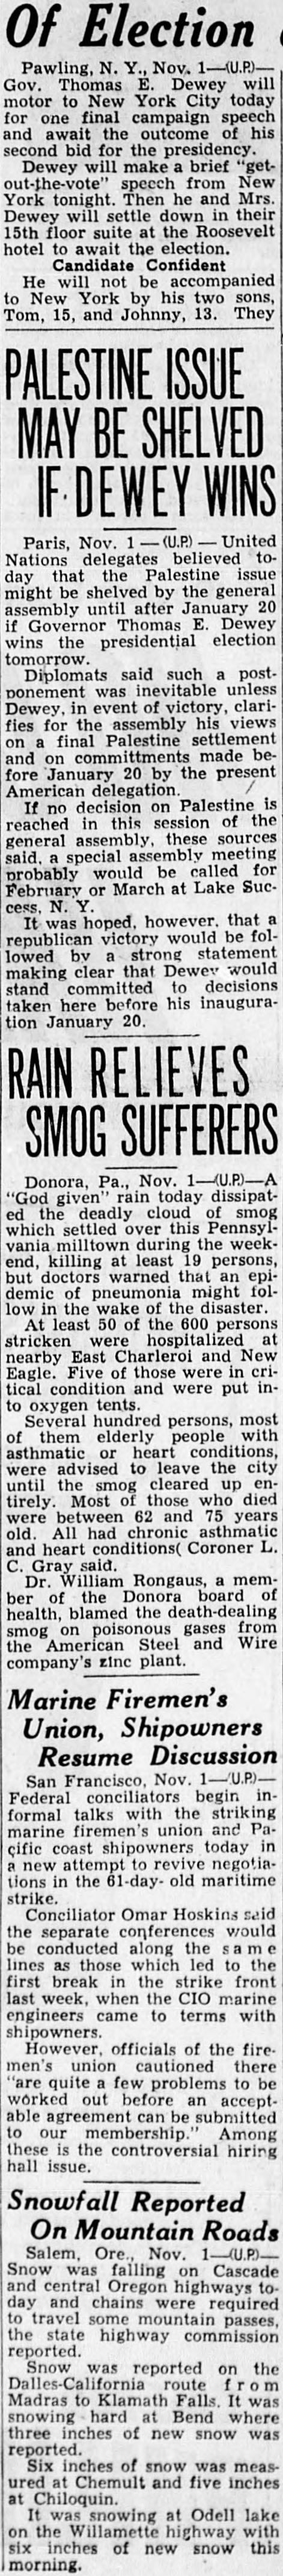 Of Election
Pawling, N. Y., Nov. 1—(U.P.)—
Gov. Thomas E. Dewey will
motor to New York City today
for one final campaign speech
and await the outcome of his
second bid for the presidency.
Dewey will make a brief "get-
out-the-vote" speech from New
York tonight. Then he and Mrs.
Dewey will settle down in their
15th floor suite at the Roosevelt
hotel to await the election.
Candidate Confident
He will not be accompanied
to New York by his two sons,
Tom, 15, and Johnny, 13. They
PALESTINE ISSUE
MAY BE SHELVED
IF DEWEY WINS
Paris, Nov. 1 — (U.P.) — United
Nations delegates believed to-
day that the Palestine issue
might be shelved by the general
assembly until after January 20
if Governor Thomas E. Dewey
wins the presidential election
tomorrow.
Diplomats said such a post-
ponement was inevitable unless
Dewey, in event of victory, clari-
fies for the assembly his views
on a final Palestine settlement
and on committments made be-
fore January 20 by the present
American delegation.
If no decision on Palestine is
reached in this session of the
general assembly, these sources
said, a special assembly meeting
probably would be called for
February or March at Lake Suc-
cess, N. Y.
It was hoped, however, that a
republican victory would be fol-
lowed by a strong statement
making clear that Dewey would
stand committed to decisions
taken here before his inaugura-
tion January 20.
RAIN RELIEVES
SMOG SUFFERERS
Donora, Pa., Nov. 1—(U.P.)—A
"God given" rain today dissipat-
ed the deadly cloud of smog
which settled over this Pennsyl-
vania milltown during the week-
end, killing at least 19 persons,
but doctors warned that an epi-
demic of pneumonia might fol-
low in the wake of the disaster.
At least 50 of the 600 persons
stricken were hospitalized at
nearby East Charleroi and New
Eagle. Five of those were in cri-
tical condition and were put in-
to oxygen tents.
Several hundred persons, most
of them elderly people with
asthmatic or heart conditions,
were advised to leave the city
until the smog cleared up en-
tirely. Most of those who died
were between 62 and 75 years
old. All had chronic asthmatic
and heart conditions( Coroner L.
C. Gray said.
Dr. William Rongaus, a mem-
ber of the Donora board of
health, blamed the death-dealing
smog on poisonous gases from
the American Steel and Wire
company's zinc plant.
Marine Firemen's
Union, Shipowners
Resume Discussion
San Francisco, Nov. 1—(U.P.)—
Federal conciliators begin in-
formal talks with the striking
marine firemen's union and Pa-
cific coast shipowners today in
a new attempt to revive negotia-
tions in the 61-day- old maritime
strike.
Conciliator Omar Hoskins said
the separate conferences would
be conducted along the same
lines as those which led to the
first break in the strike front
last week, when the CIO marine
engineers came to terms with
shipowners.
However, officials of the fire-
men's union cautioned there
"are quite a few problems to be
worked out before an accept-
able agreement can be submitted
to our membership." Among
these is the controversial hiring
hall issue.
Snowfall Reported
On Mountain Roads
Salem, Ore., Nov. 1—(U.P.)—
Snow was falling on Cascade
and central Oregon highways to-
day and chains were required
to travel some mountain passes,
the state highway commission
reported.
Snow was reported on the
Dalles-California route from
Madras to Klamath Falls. It was
snowing hard at Bend where
three inches of new snow was
reported.
Six inches of snow was meas-
ured at Chemult and five inches
at Chiloquin.
It was snowing at Odell lake
on the Willamette highway with
six inches of new snow this
morning.